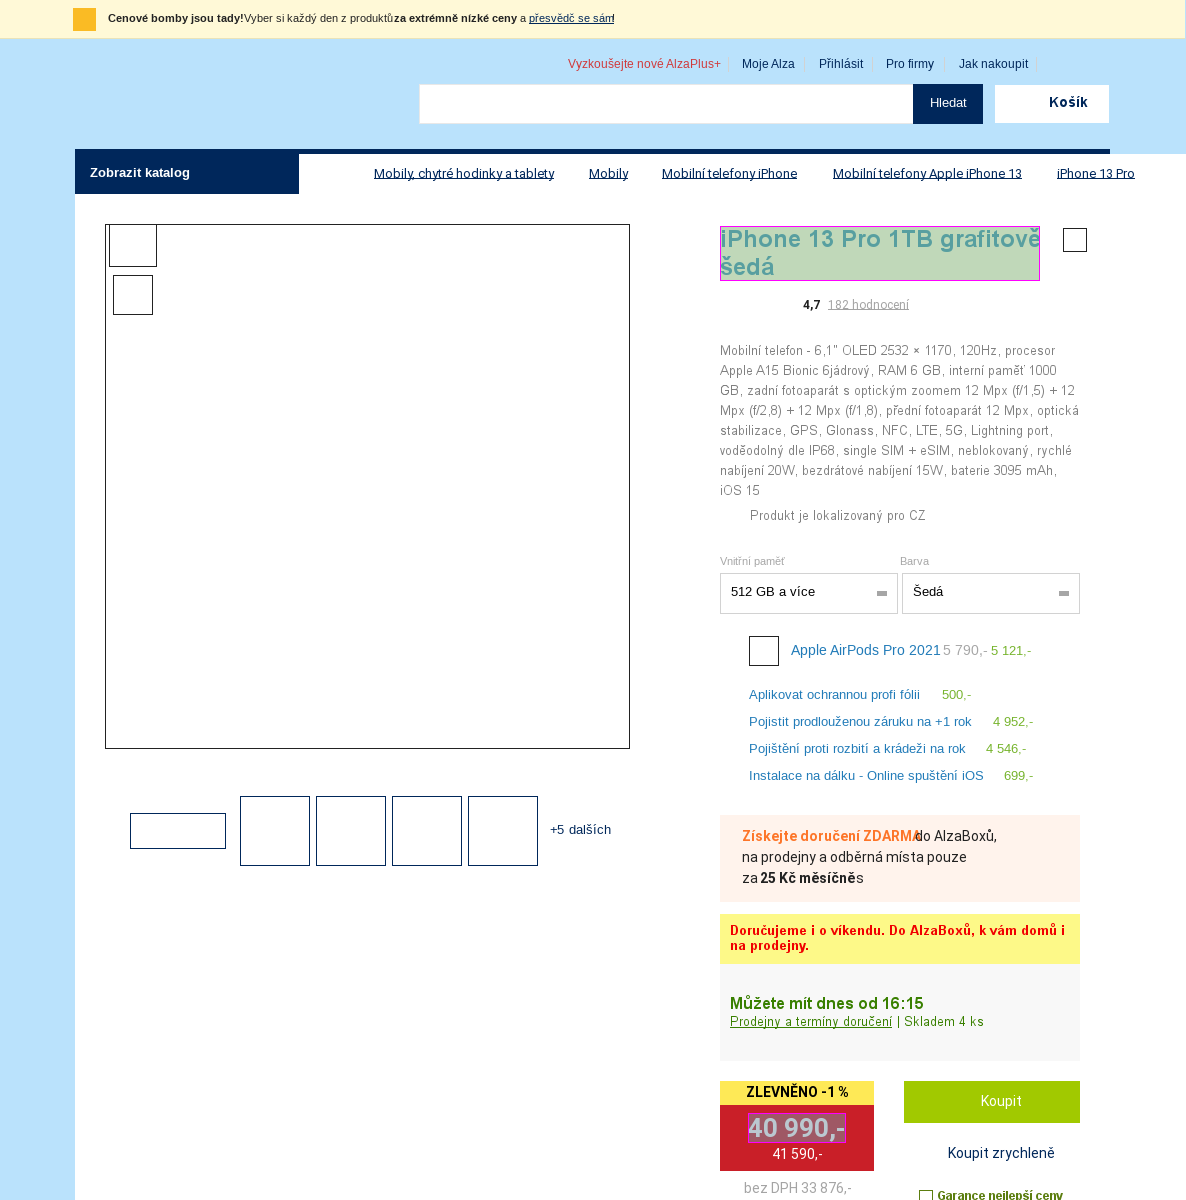 Cenové bomby jsou tady! Vyber si každý den z produktů za extrémně nízké ceny a přesvědč se sám!
Vyzkoušejte nové AlzaPlus+ Moje Alza Přihlásit Pro firmy Jak nakoupit
Hledat Košík
Zobrazit katalog Mobily, chytré hodinky a tablety Mobily Mobilní telefony iPhone Mobilní telefony Apple iPhone 13 iPhone 13 Pro
iPhone 13 Pro 1TB grafitově
šedá
4,7 182 hodnocení
Mobilní telefon - 6,1" OLED 2532 × 1170, 120Hz, procesor
Apple A15 Bionic 6jádrový, RAM 6 GB, interní paměť 1000
GB, zadní fotoaparát s optickým zoomem 12 Mpx (f/1,5) + 12
Mpx (f/2,8) + 12 Mpx (f/1,8), přední fotoaparát 12 Mpx, optická
stabilizace, GPS, Glonass, NFC, LTE, 5G, Lightning port,
voděodolný dle IP68, single SIM + eSIM, neblokovaný, rychlé
nabíjení 20W, bezdrátové nabíjení 15W, baterie 3095 mAh,
iOS 15
Produkt je lokalizovaný pro CZ
Vnitřní paměť Barva
512 GB a více Šedá
Apple AirPods Pro 2021 5 790,- 5 121,-
Aplikovat ochrannou profi fólii 500,-
Pojistit prodlouženou záruku na +1 rok 4 952,-
Pojištění proti rozbití a krádeži na rok 4 546,-
Instalace na dálku - Online spuštění iOS 699,-
+5 dalších
Získejte doručení ZDARMA do AlzaBoxů,
na prodejny a odběrná místa pouze
za 25 Kč měsíčně s
Doručujeme i o víkendu. Do AlzaBoxů, k vám domů i
na prodejny.
Můžete mít dnes od 16:15
Prodejny a termíny doručení | Skladem 4 ks
ZLEVNĚNO -1 % Koupit
40 990,-
41 590,- Koupit zrychleně
bez DPH 33 876,- Garance nejlepší ceny